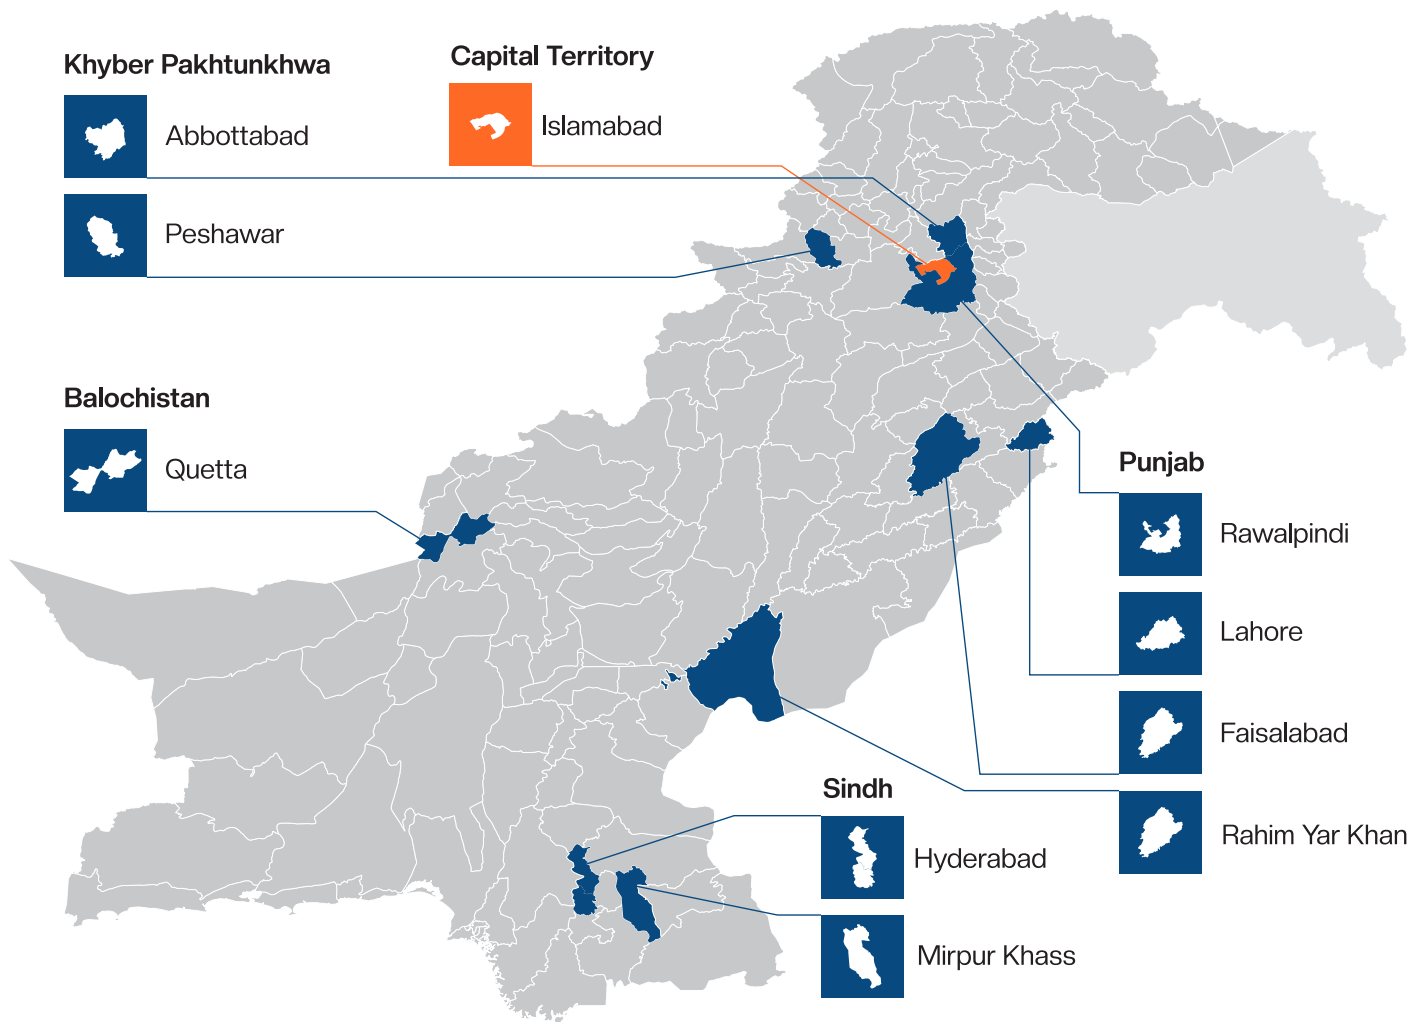 Khyber Pakhtunkhwa
Abbottabad
Peshawar
Capital Territory
Islamabad
Balochistan
Quetta
Punjab
Rawalpindi
Lahore
Faisalabad
Rahim Yar Khan
Sindh
Hyderabad
Mirpur Khass